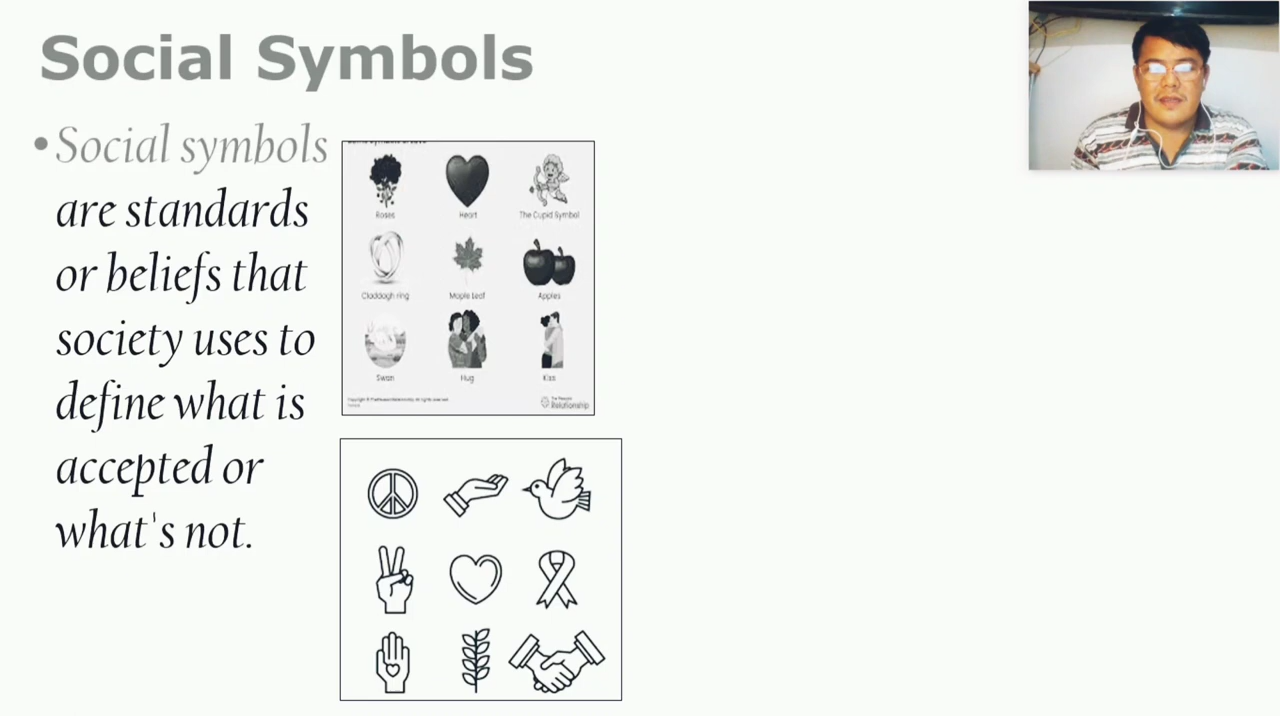 Social Symbols
• Social symbols
are standards
or beliefs that
society uses to
define what is
accepted or
what's not.
Roses Heart The Cupid Symbol
Claddagh ring Maple Leaf Apples
Swan Hug Kiss
Relationship